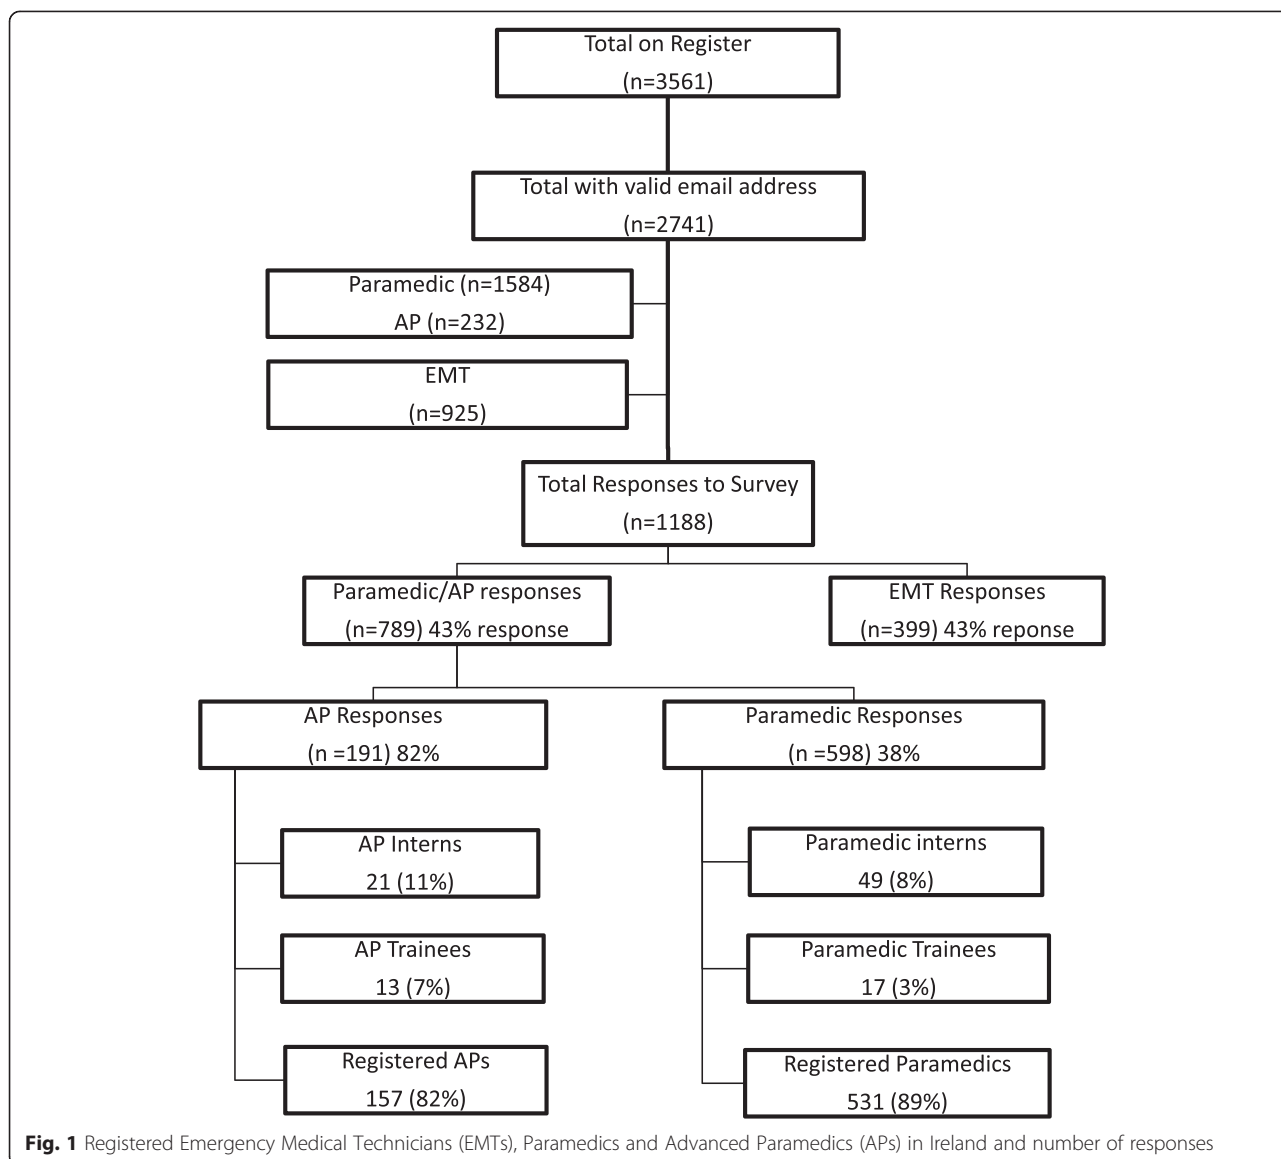 Total on Register
(n=3561)
Total with valid email address
(n=2741)
Paramedic (n=1584)
AP (n=232)
EMT
(n=925)
Total Responses to Survey
(n=1188)
Paramedic/AP responses
(n=789) 43% response
EMT Responses
(n=399) 43% reponse
AP Responses
(n =191) 82%
Paramedic Responses
(n =598) 38%
AP Interns
21 (11%)
Paramedic interns
49 (8%)
AP Trainees
13 (7%)
Paramedic Trainees
17 (3%)
Registered APs
157 (82%)
Registered Paramedics
531 (89%)
Fig. 1 Registered Emergency Medical Technicians (EMTs), Paramedics and Advanced Paramedics (APs) in Ireland and number of responses